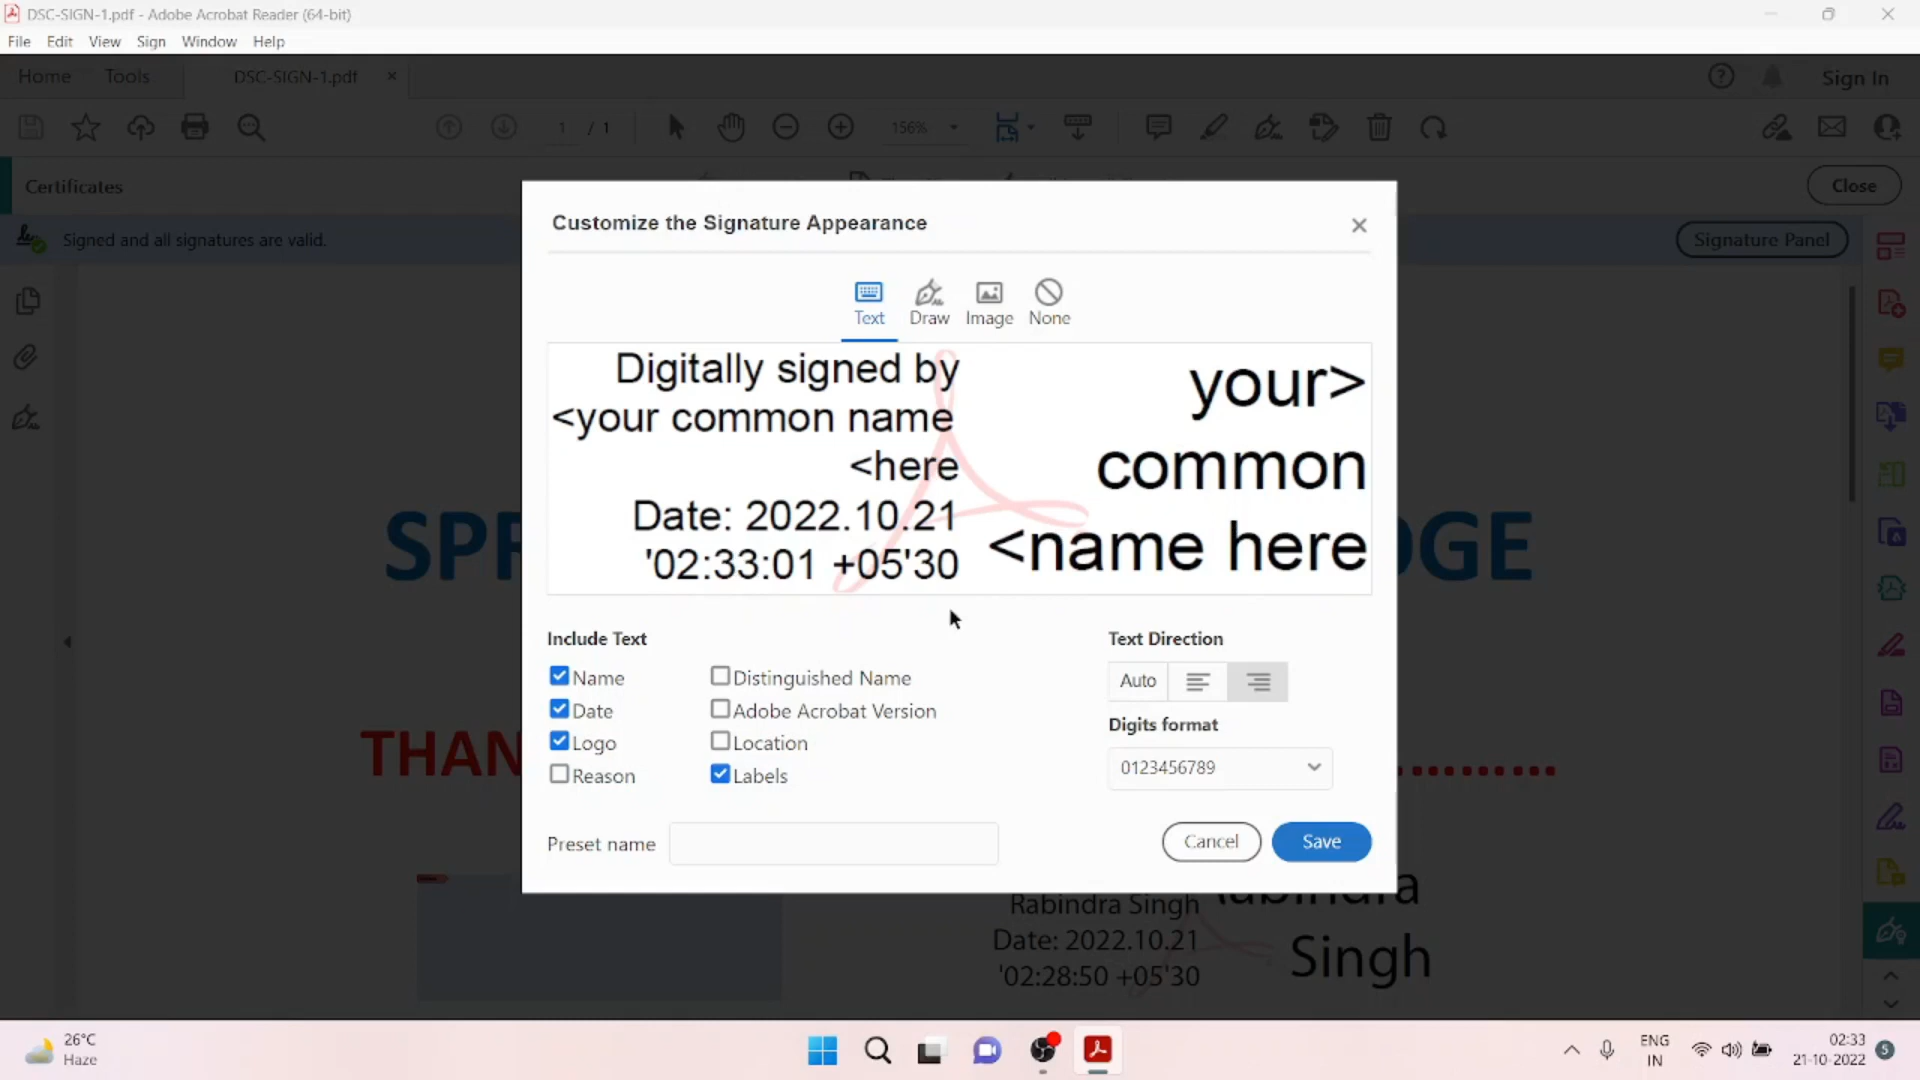 DSC-SIGN-1.pdf - Adobe Acrobat Reader (64-bit)
File Edit View Sign Window Help
Home Tools DSC-SIGN-1.pdf Sign In
1 / 1 156%
Certificates Close
Signed and all signatures are valid. Signature Panel
Customize the Signature Appearance
Text Draw Image None
Digitally signed by
<your common name
<here
Date: 2022.10.21
'02:33:01 +05'30
your>
common
<name here
Include Text
Name
Date
Logo
Reason
Distinguished Name
Adobe Acrobat Version
Location
Labels
Text Direction
Auto
Digits format
0123456789
Preset name
Cancel Save
Rabindra Singh
Date: 2022.10.21
'02:28:50 +05'30
Singh
26°C
Haze
ENG
IN
02:33
21-10-2022
5